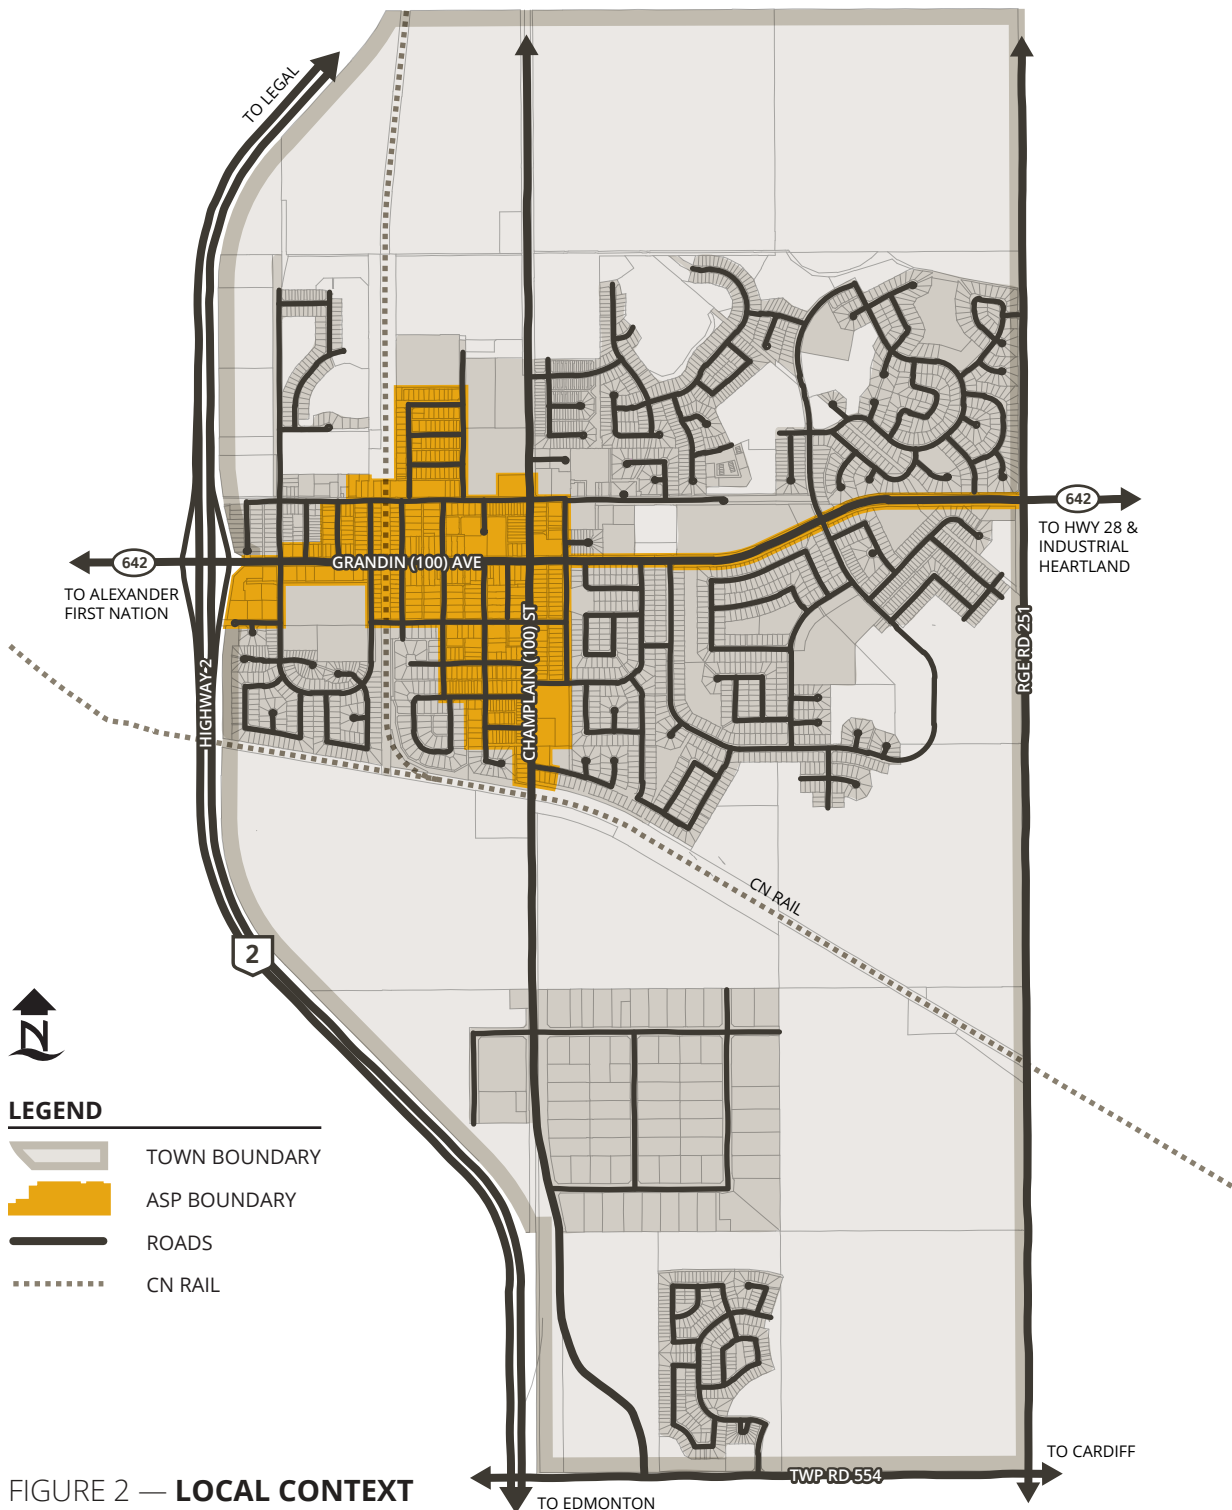 TO LEGAL
642
GRANDIN (100) AVE
642
TO ALEXANDER
FIRST NATION
TO HWY 28 &
INDUSTRIAL
HEARTLAND
HIGHWAY 2
CHAMPLAIN (100) ST
RGE RD 251
CN RAIL
2
N
LEGEND
TOWN BOUNDARY
ASP BOUNDARY
ROADS
CN RAIL
TO CARDIFF
TWP RD 554
TO EDMONTON
FIGURE 2 — LOCAL CONTEXT